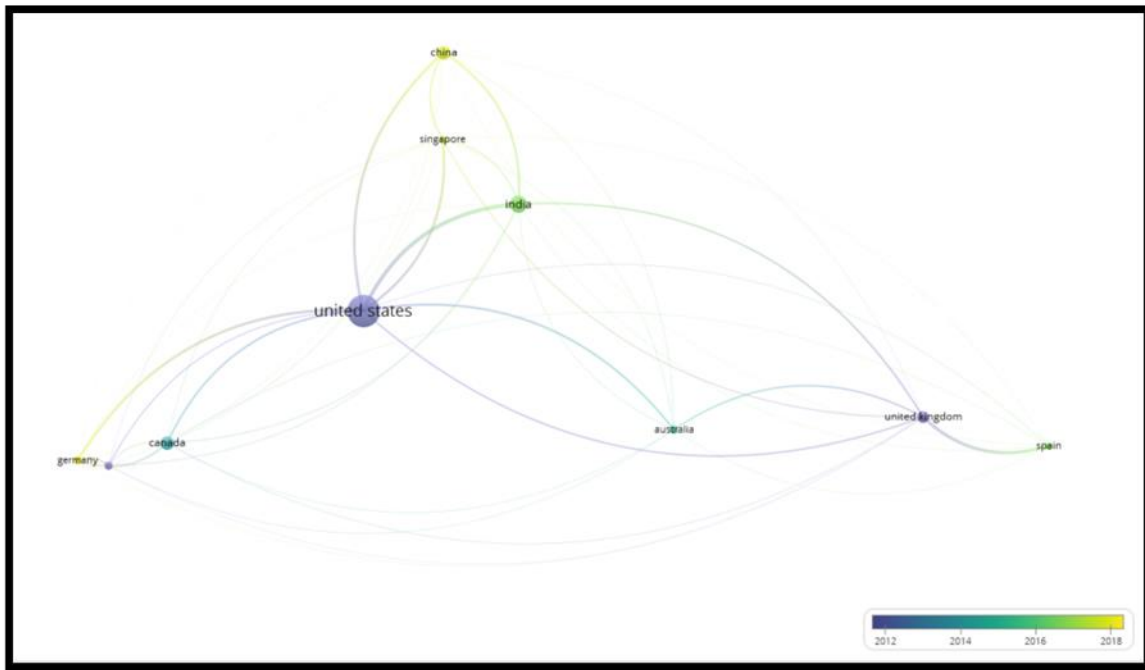 china
singapore
india
united states
united kingdom
australia
canada
spain
germany
2012 2014 2016 2018